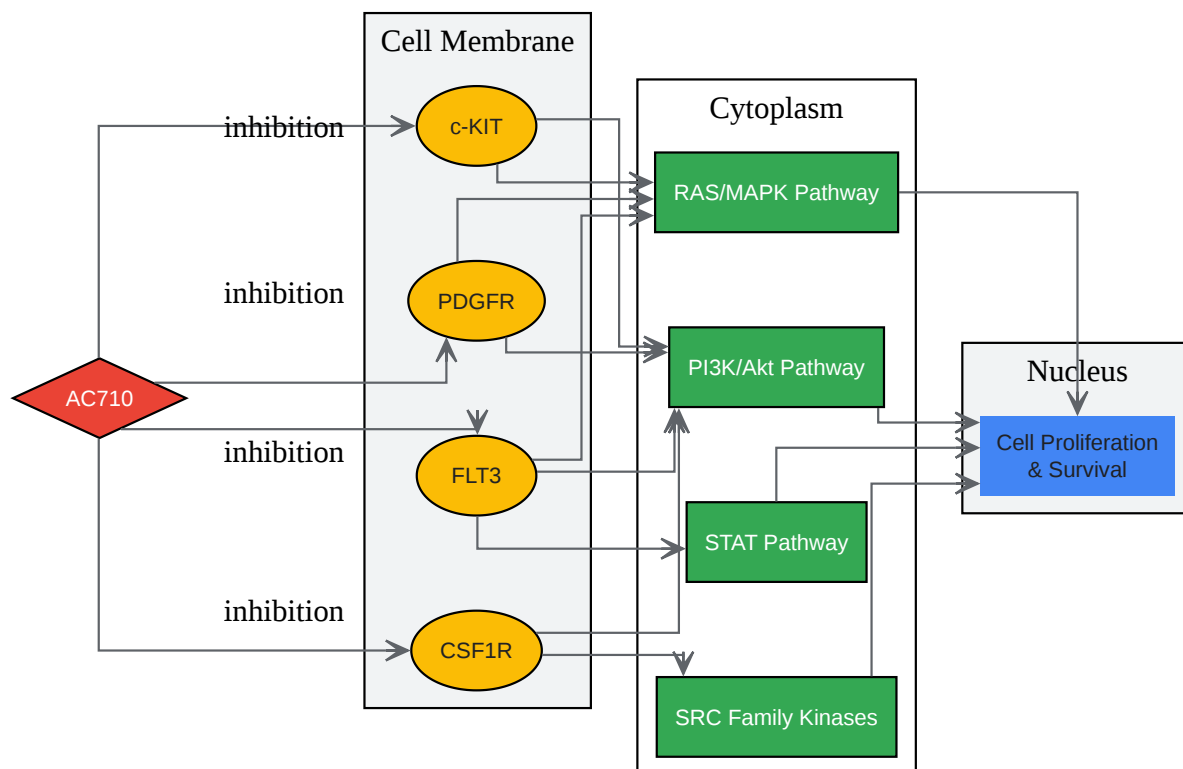 Cell Membrane
Cytoplasm
inhibition
c-KIT
RAS/MAPK Pathway
inhibition
PDGFR
PI3K/Akt Pathway
Nucleus
AC710
inhibition
FLT3
Cell Proliferation
& Survival
STAT Pathway
inhibition
CSF1R
SRC Family Kinases